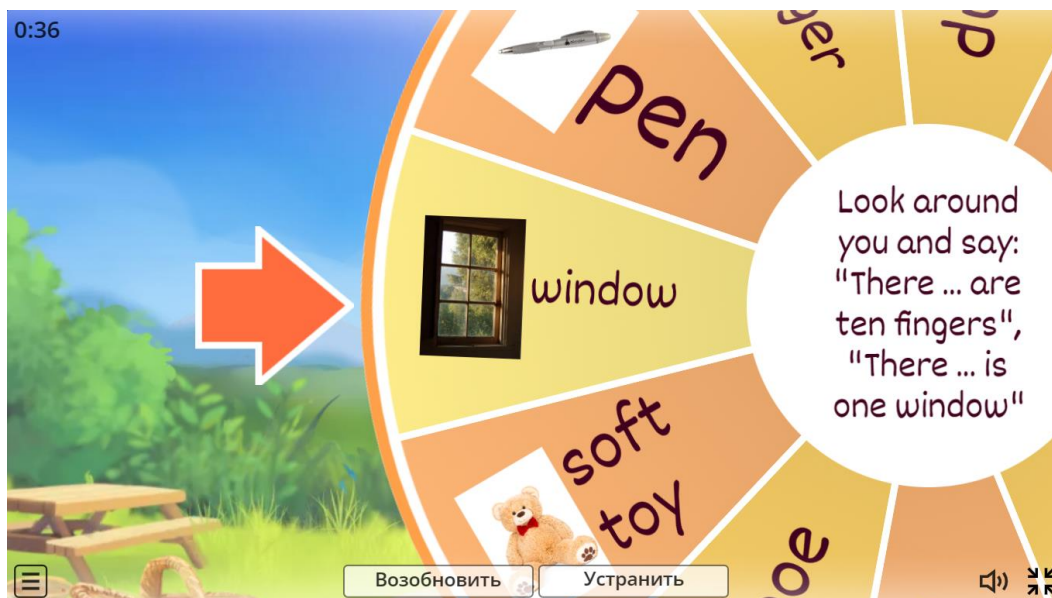 0:36
pen
window
soft
toy
Look around
you and say:
"There ... are
ten fingers",
"There ... is
one window"
Возобновить
Устранить